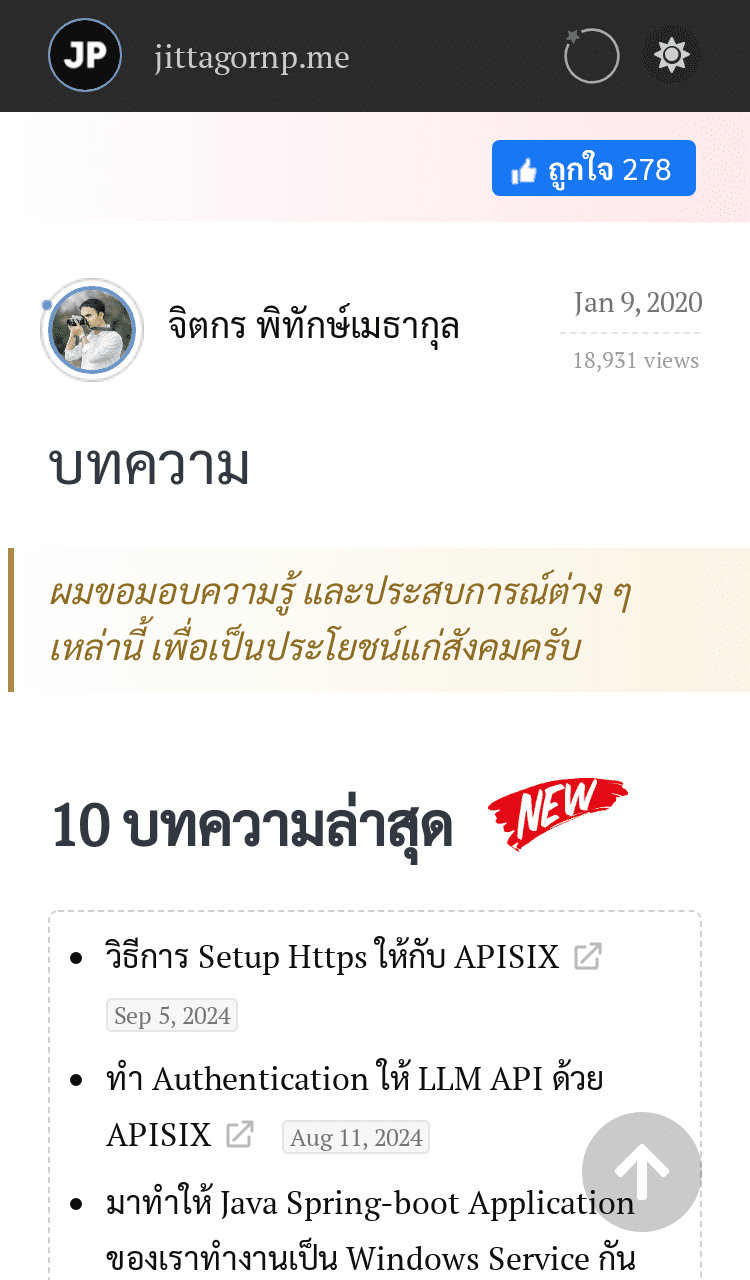 JP jittagornp.me
ถูกใจ 278
จิตกร พิทักษ์เมธากุล
Jan 9, 2020
18,931 views
บทความ
ผมขอมอบความรู้ และประสบการณ์ต่าง ๆ
เหล่านี้ เพื่อเป็นประโยชน์แก่สังคมครับ
10 บทความล่าสุด NEW
วิธีการ Setup Https ให้กับ APISIX
Sep 5, 2024
ทำ Authentication ให้ LLM API ด้วย
APISIX Aug 11, 2024
มาทำให้ Java Spring-boot Application
ของเราทำงานเป็น Windows Service กัน